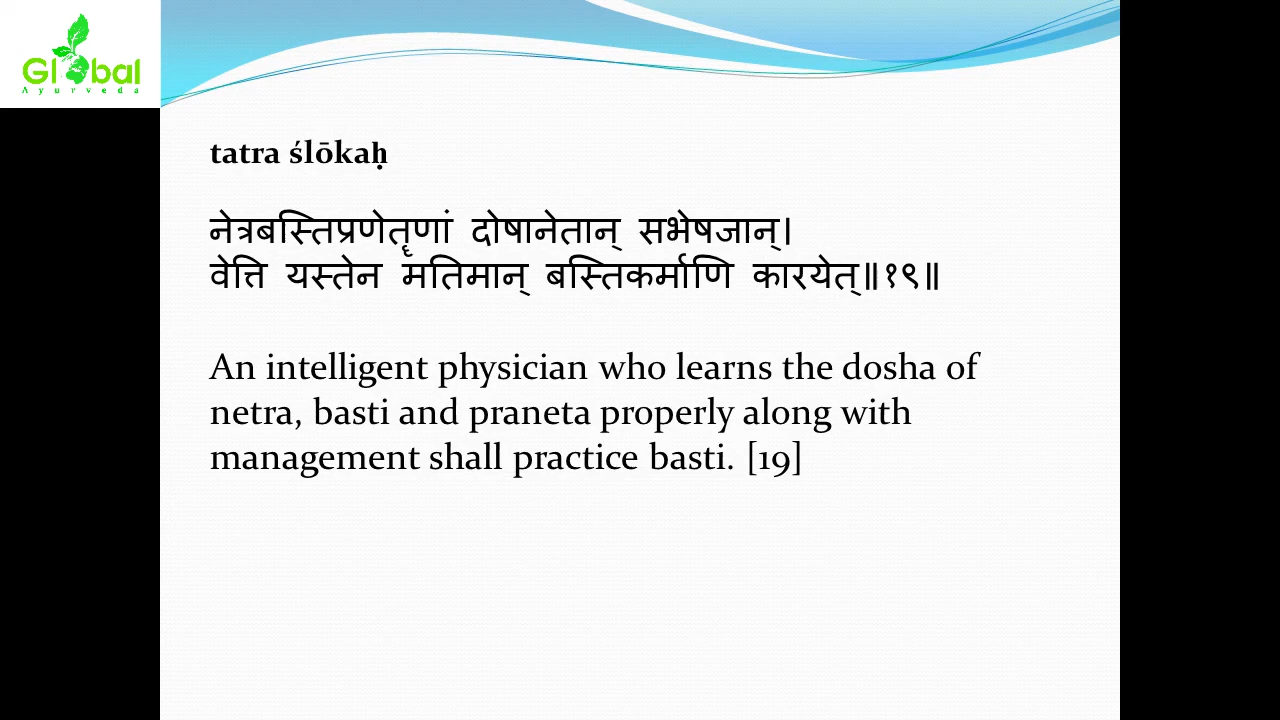 Global
Ayurveda
tatra ślōkaḥ
नेत्रबस्तिप्रणेतॄणां दोषानेतान् सभेषजान्।
वेत्ति यस्तेन मतिमान् बस्तिकर्माणि कारयेत्॥१९॥
An intelligent physician who learns the dosha of
netra, basti and praneta properly along with
management shall practice basti. [19]